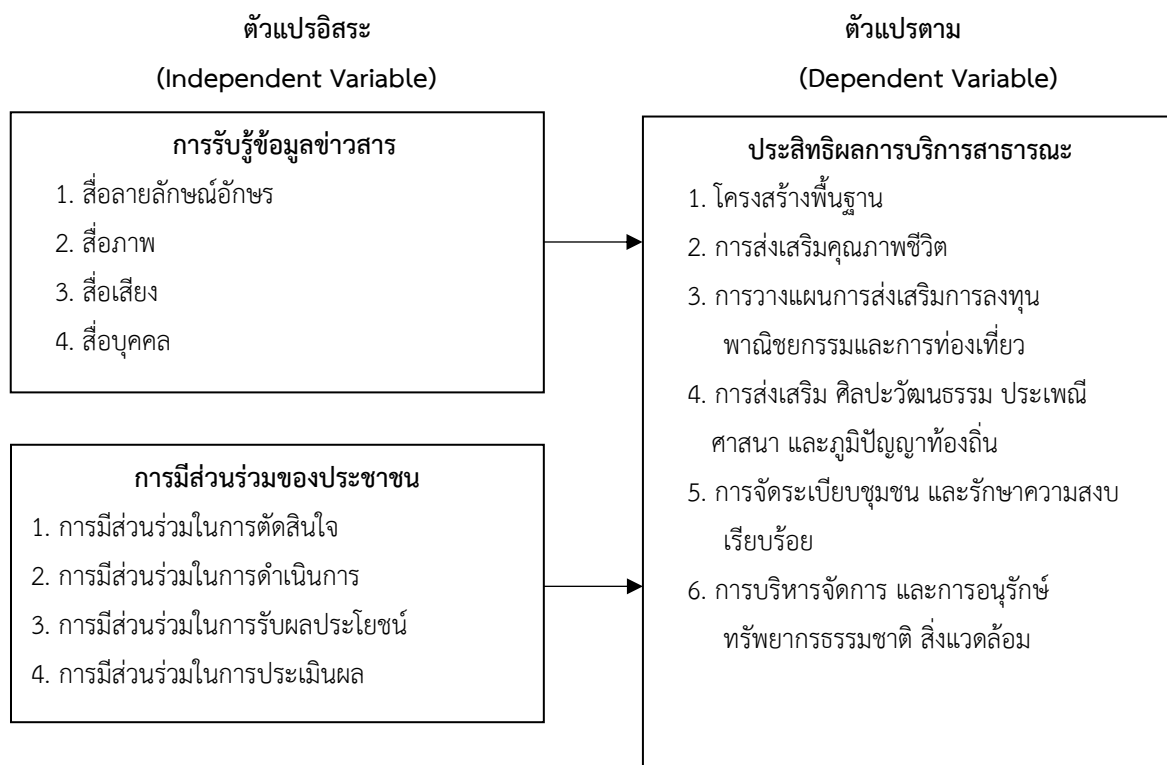 ตัวแปรอิสระ
(Independent Variable)
การรับรู้ข้อมูลข่าวสาร
1. สื่อลายลักษณ์อักษร
2. สื่อภาพ
3. สื่อเสียง
4. สื่อบุคคล
การมีส่วนร่วมของประชาชน
1. การมีส่วนร่วมในการตัดสินใจ
2. การมีส่วนร่วมในการดำเนินการ
3. การมีส่วนร่วมในการรับผลประโยชน์
4. การมีส่วนร่วมในการประเมินผล
ตัวแปรตาม
(Dependent Variable)
ประสิทธิผลการบริการสาธารณะ
1. โครงสร้างพื้นฐาน
2. การส่งเสริมคุณภาพชีวิต
3. การวางแผนการส่งเสริมการลงทุน
พาณิชยกรรมและการท่องเที่ยว
4. การส่งเสริม ศิลปะวัฒนธรรม ประเพณี
ศาสนา และภูมิปัญญาท้องถิ่น
5. การจัดระเบียบชุมชน และรักษาความสงบ
เรียบร้อย
6. การบริหารจัดการ และการอนุรักษ์
ทรัพยากรธรรมชาติ สิ่งแวดล้อม